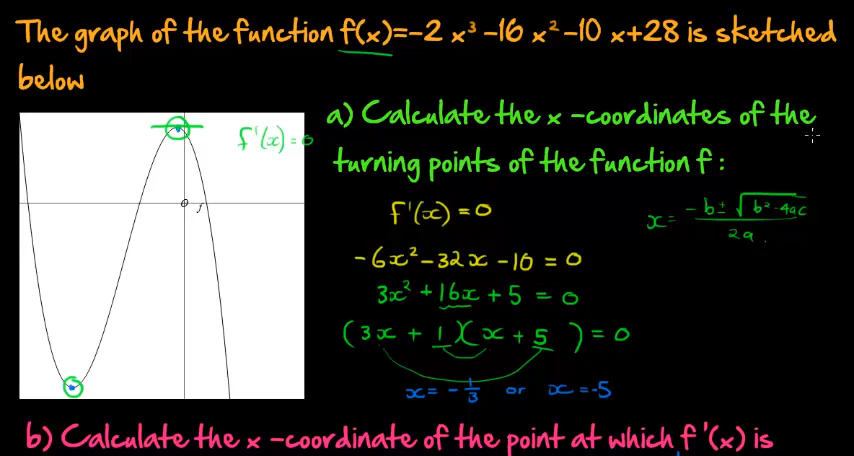 The graph of the function f(x)=-2 x³ -16 x² -10 x+28 is sketched
below
f'(x) = 0
0
f
a) Calculate the x -coordinates of the
turning points of the function f :
f'(x) = 0
x = -b ± √b²-4ac / 2a
-6x² - 32x - 10 = 0
3x² + 16x + 5 = 0
(3x + 1)(x + 5) = 0
x = -1/3 or x = -5
b) Calculate the x -coordinate of the point at which f '(x) is